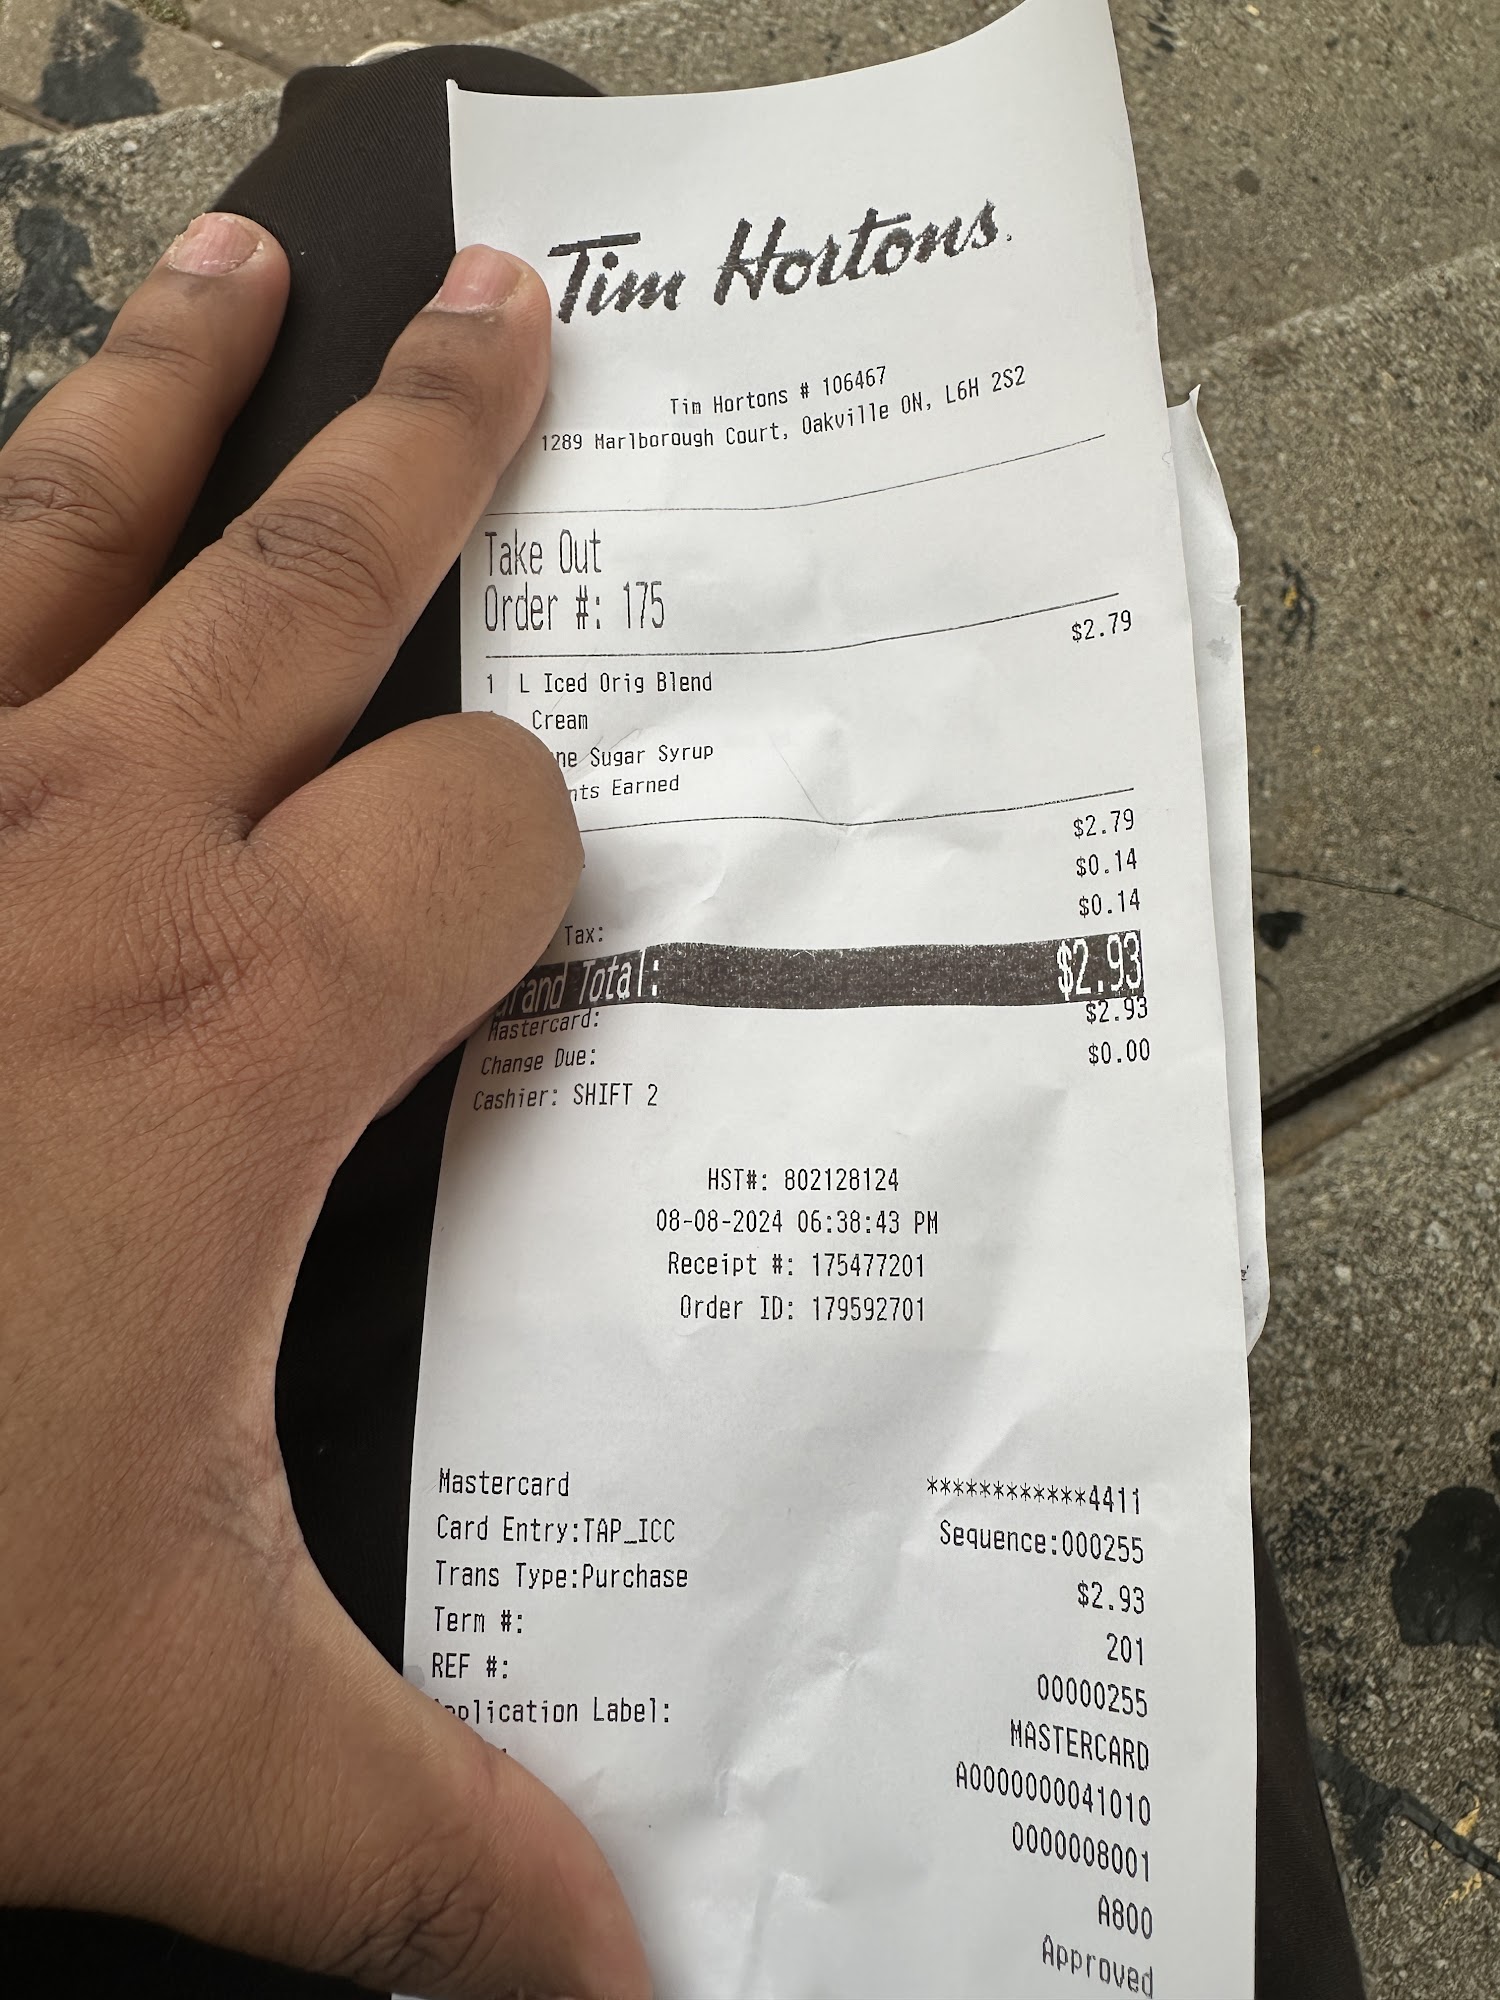 Tim Hortons
Tim Hortons # 106467
1289 Marlborough Court, Oakville ON, L6H 2S2
Take Out
Order #: 175
$2.79
1 L Iced Orig Blend
Cream
Sugar Syrup
Earned
$2.79
$0.14
$0.14
Tax:
Grand Total: $2.93
Mastercard: $2.93
Change Due: $0.00
Cashier: SHIFT 2
HST#: 802128124
08-08-2024 06:38:43 PM
Receipt #: 175477201
Order ID: 179592701
Mastercard ************4411
Card Entry:TAP_ICC Sequence:000255
Trans Type:Purchase $2.93
Term #: 201
REF #: 00000255
Application Label: MASTERCARD
A0000000041010
0000008001
A800
Approved